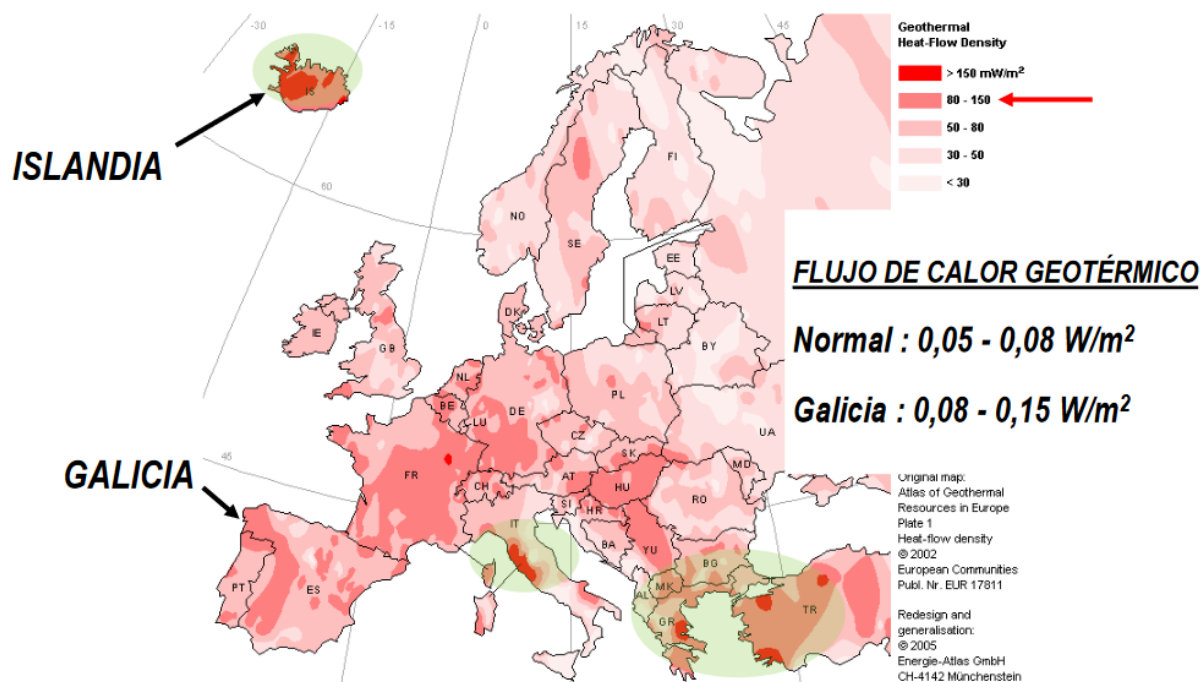 -30
-15
0
15
30
45
60
45
Geothermal
Heat-Flow Density
> 150 mW/m²
80 - 150
50 - 80
30 - 50
< 30
ISLANDIA
IS
FI
NO
SE
EE
LV
LT
DK
IE
GB
BY
NL
BE
DE
PL
LU
CZ
UA
SK
MD
FR
CH
AT
HU
RO
SI
HR
IT
BA
YU
BG
MK
AL
GR
TR
PT
ES
FLUJO DE CALOR GEOTÉRMICO
Normal : 0,05 - 0,08 W/m²
Galicia : 0,08 - 0,15 W/m²
GALICIA
Original map:
Atlas of Geothermal
Resources in Europe
Plate 1
Heat-flow density
© 2002
European Communities
Publ. Nr. EUR 17811
Redesign and
generalisation:
© 2005
Energie-Atlas GmbH
CH-4142 Münchenstein